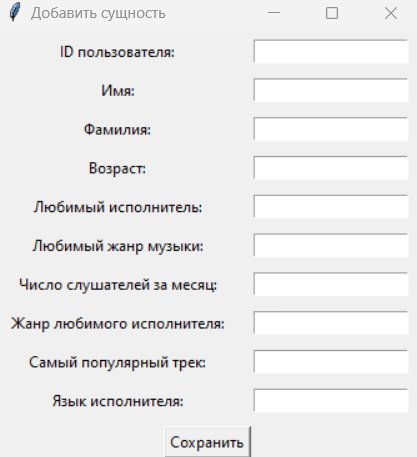 Добавить сущность
ID пользователя:
Имя:
Фамилия:
Возраст:
Любимый исполнитель:
Любимый жанр музыки:
Число слушателей за месяц:
Жанр любимого исполнителя:
Самый популярный трек:
Язык исполнителя:
Сохранить